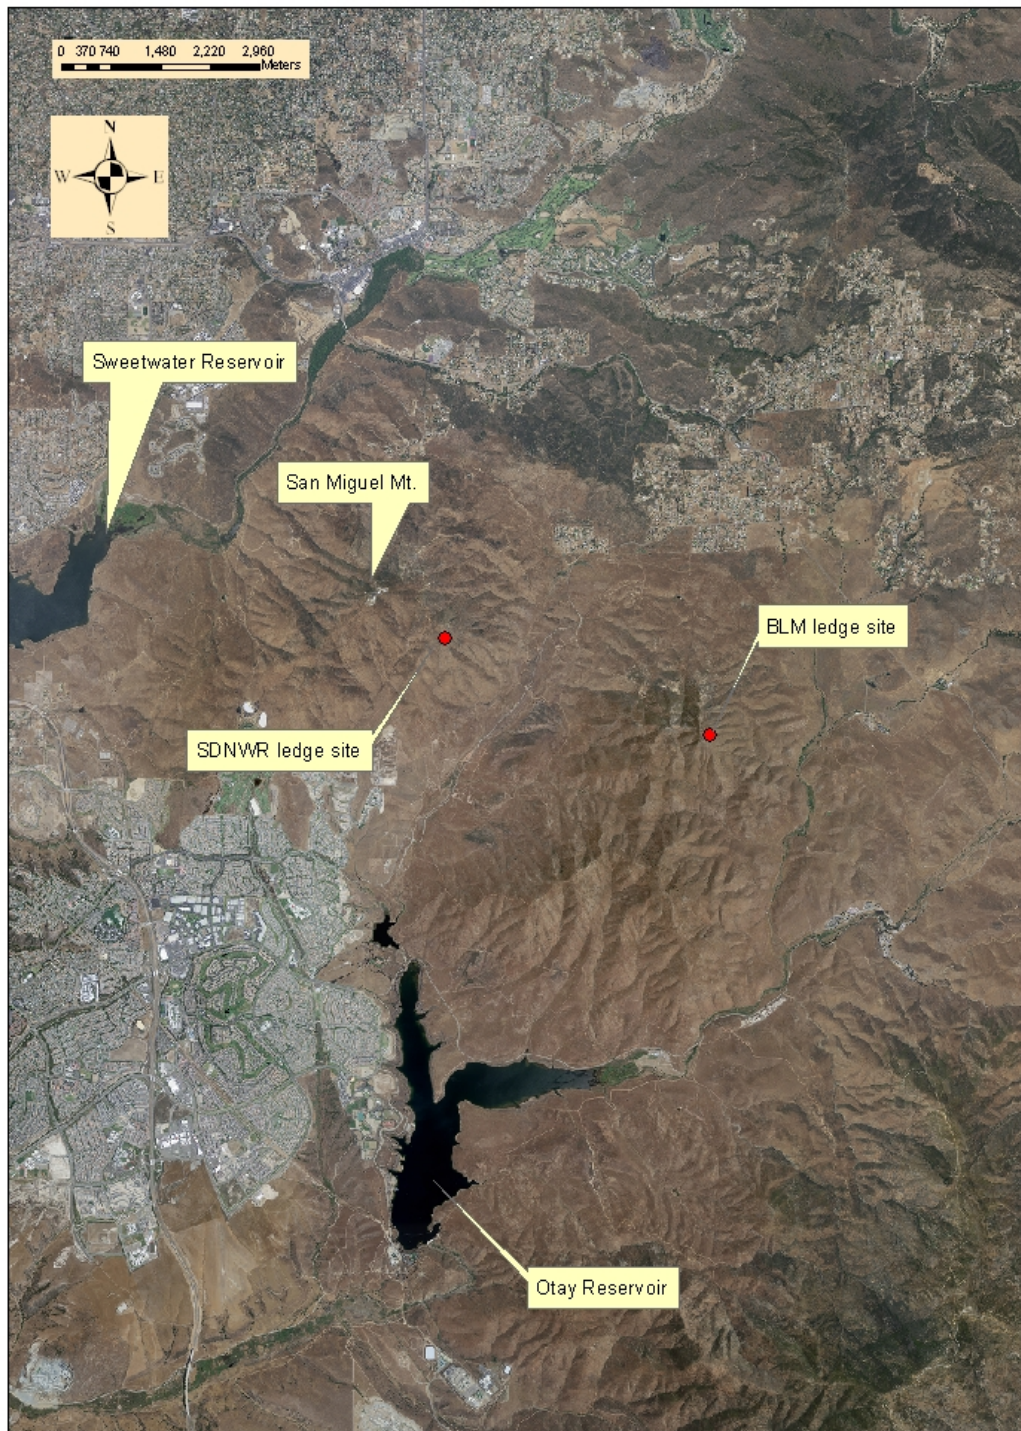 0 370 740 1,480 2,220 2,960
Meters
N
W E
S
Sweetwater Reservoir
San Miguel Mt.
BLM ledge site
SDNWR ledge site
Otay Reservoir